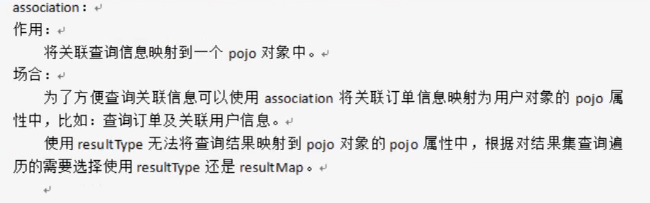 association：
作用：
将关联查询信息映射到一个 pojo 对象中。
场合：
为了方便查询关联信息可以使用 association 将关联订单信息映射为用户对象的 pojo 属
性中，比如：查询订单及关联用户信息。
使用 resultType 无法将查询结果映射到 pojo 对象的 pojo 属性中，根据对结果集查询遍
历的需要选择使用 resultType 还是 resultMap。